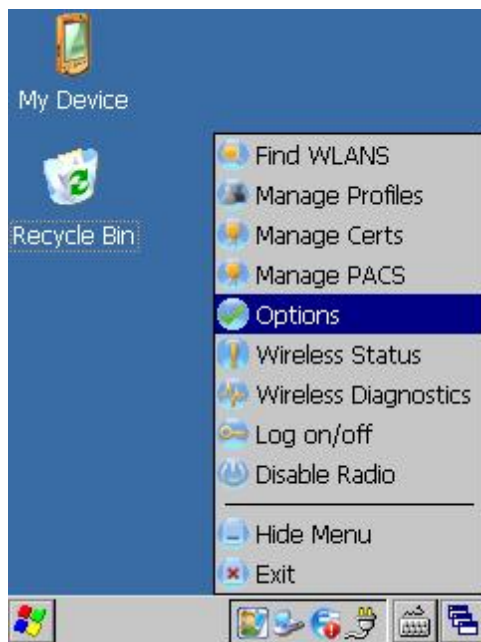 My Device
Recycle Bin
Find WLANS
Manage Profiles
Manage Certs
Manage PACS
Options
Wireless Status
Wireless Diagnostics
Log on/off
Disable Radio
Hide Menu
Exit